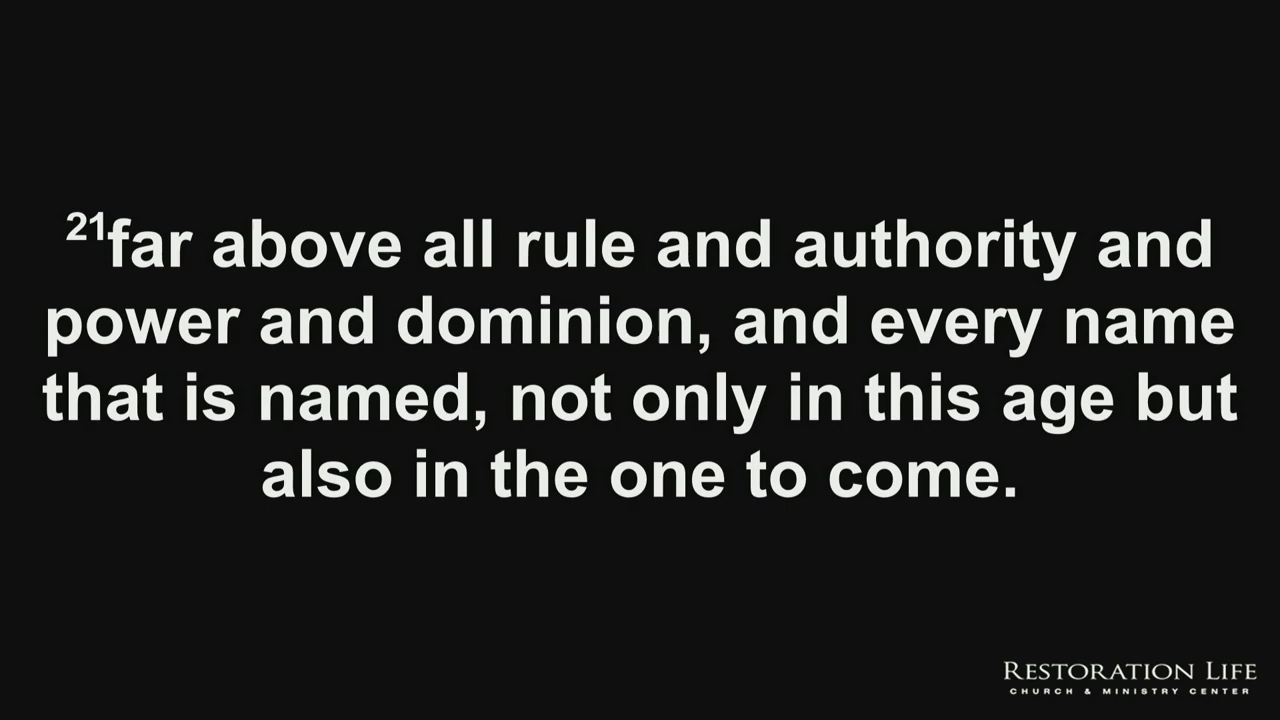 21far above all rule and authority and
power and dominion, and every name
that is named, not only in this age but
also in the one to come.
RESTORATION LIFE
CHURCH & MINISTRY CENTER